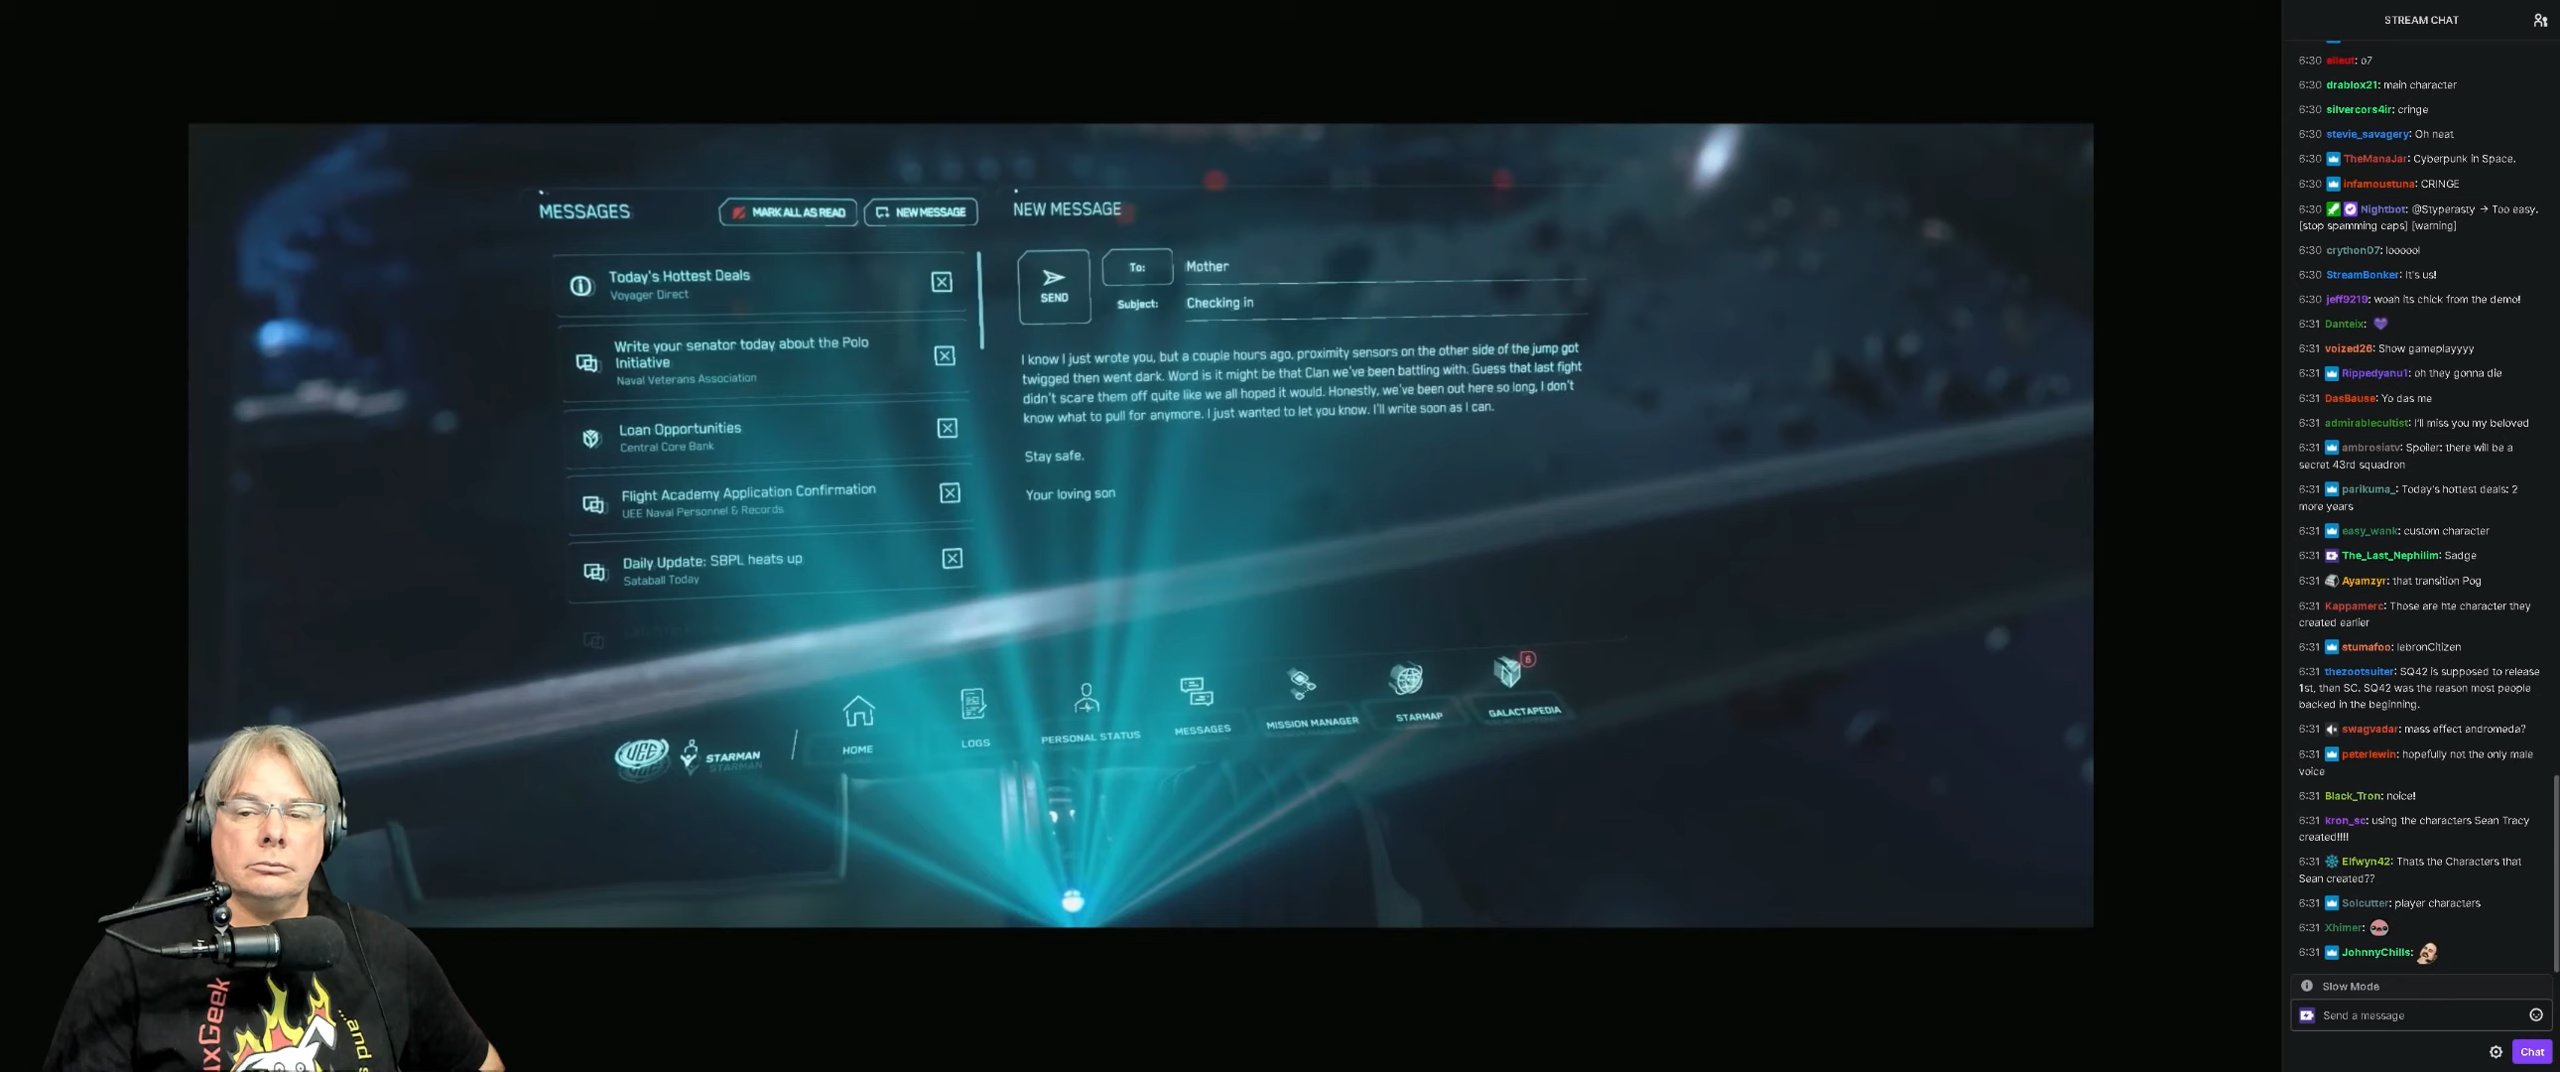 MESSAGES
MARK ALL AS READ
NEW MESSAGE
Today's Hottest Deals
Voyager Direct
Write your senator today about the Polo
Initiative
Naval Veterans Association
Loan Opportunities
Central Core Bank
Flight Academy Application Confirmation
UEE Naval Personnel & Records
Daily Update: SBPL heats up
Sataball Today
NEW MESSAGE
SEND
To: Mother
Subject: Checking in
I know I just wrote you, but a couple hours ago, proximity sensors on the other side of the jump got
twigged then went dark. Word is it might be that Clan we've been battling with. Guess that last fight
didn't scare them off quite like we all hoped it would. Honestly, we've been out here so long, I don't
know what to pull for anymore. I just wanted to let you know. I'll write soon as I can.
Stay safe.
Your loving son
UEE
STARMAN
HOME
LOGS
PERSONAL STATUS
MESSAGES
MISSION MANAGER
STARMAP
GALACTAPEDIA
6
uxGeek
...and
STREAM CHAT
6:30 elleut: o7
6:30 drablox21: main character
6:30 silvercors4ir: cringe
6:30 stevie_savagery: Oh neat
6:30 TheManaJar: Cyberpunk in Space.
6:30 infamoustuna: CRINGE
6:30 Nightbot: @Styperasty → Too easy.
[stop spamming caps] [warning]
6:30 crython07: loooool
6:30 StreamBonker: It's us!
6:30 jeff9219: woah its chick from the demo!
6:31 Danteix:
6:31 voized26: Show gameplayyyy
6:31 Rippedyanu1: oh they gonna die
6:31 DasBause: Yo das me
6:31 admirablecultist: I'll miss you my beloved
6:31 ambrosiatv: Spoiler: there will be a
secret 43rd squadron
6:31 parikuma_: Today's hottest deals: 2
more years
6:31 easy_wank: custom character
6:31 The_Last_Nephilim: Sadge
6:31 Ayamzyr: that transition Pog
6:31 Kappamerc: Those are hte character they
created earlier
6:31 stumafoo: lebronCitizen
6:31 thezootsuiter: SQ42 is supposed to release
1st, then SC. SQ42 was the reason most people
backed in the beginning.
6:31 swagvadar: mass effect andromeda?
6:31 peterlewin: hopefully not the only male
voice
6:31 Black_Tron: noice!
6:31 kron_sc: using the characters Sean Tracy
created!!!!
6:31 Elfwyn42: Thats the Characters that
Sean created??
6:31 Solcutter: player characters
6:31 Xhimer:
6:31 JohnnyChills:
Slow Mode
Send a message
Chat